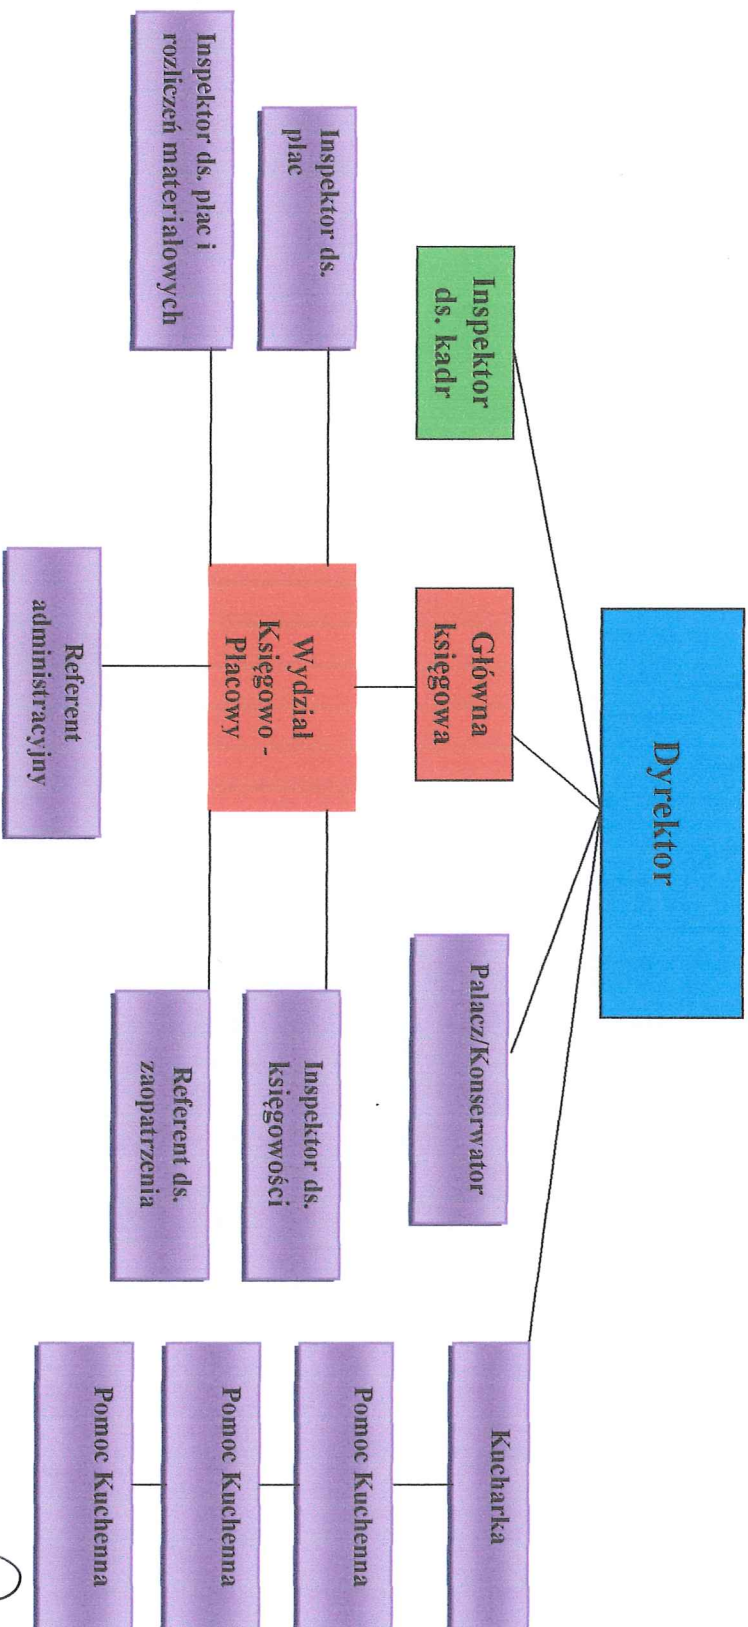 Dyrektor
Inspektor
ds. kadr
Główna
księgowa
Palacz/Konserwator
Kucharka
Inspektor ds.
płac
Wydział
Księgowo -
Płacowy
Inspektor ds.
księgowości
Pomoc Kuchenna
Inspektor ds. płac i
rozliczeń materiałowych
Referent ds.
zaopatrzenia
Pomoc Kuchenna
Referent
administracyjny
Pomoc Kuchenna